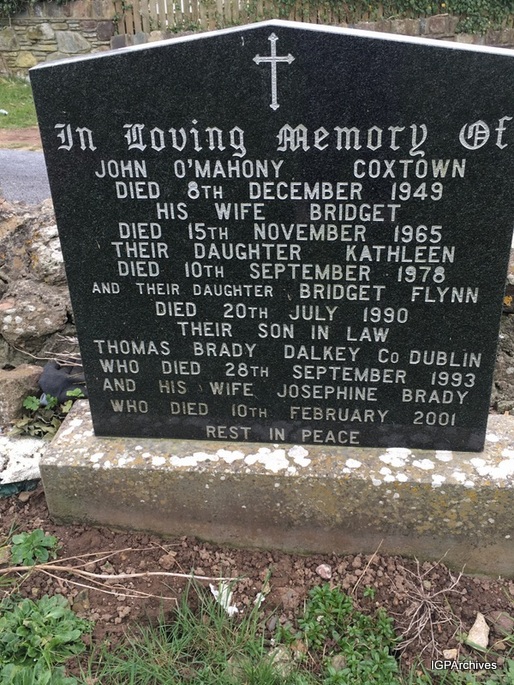 In Loving Memory Of
JOHN O'MAHONY COXTOWN
DIED 8TH DECEMBER 1949
HIS WIFE BRIDGET
DIED 15TH NOVEMBER 1965
THEIR DAUGHTER KATHLEEN
DIED 10TH SEPTEMBER 1978
AND THEIR DAUGHTER BRIDGET FLYNN
DIED 20TH JULY 1990
THEIR SON IN LAW
THOMAS BRADY DALKEY Co DUBLIN
WHO DIED 28TH SEPTEMBER 1993
AND HIS WIFE JOSEPHINE BRADY
WHO DIED 10TH FEBRUARY 2001
REST IN PEACE
IGPArchives